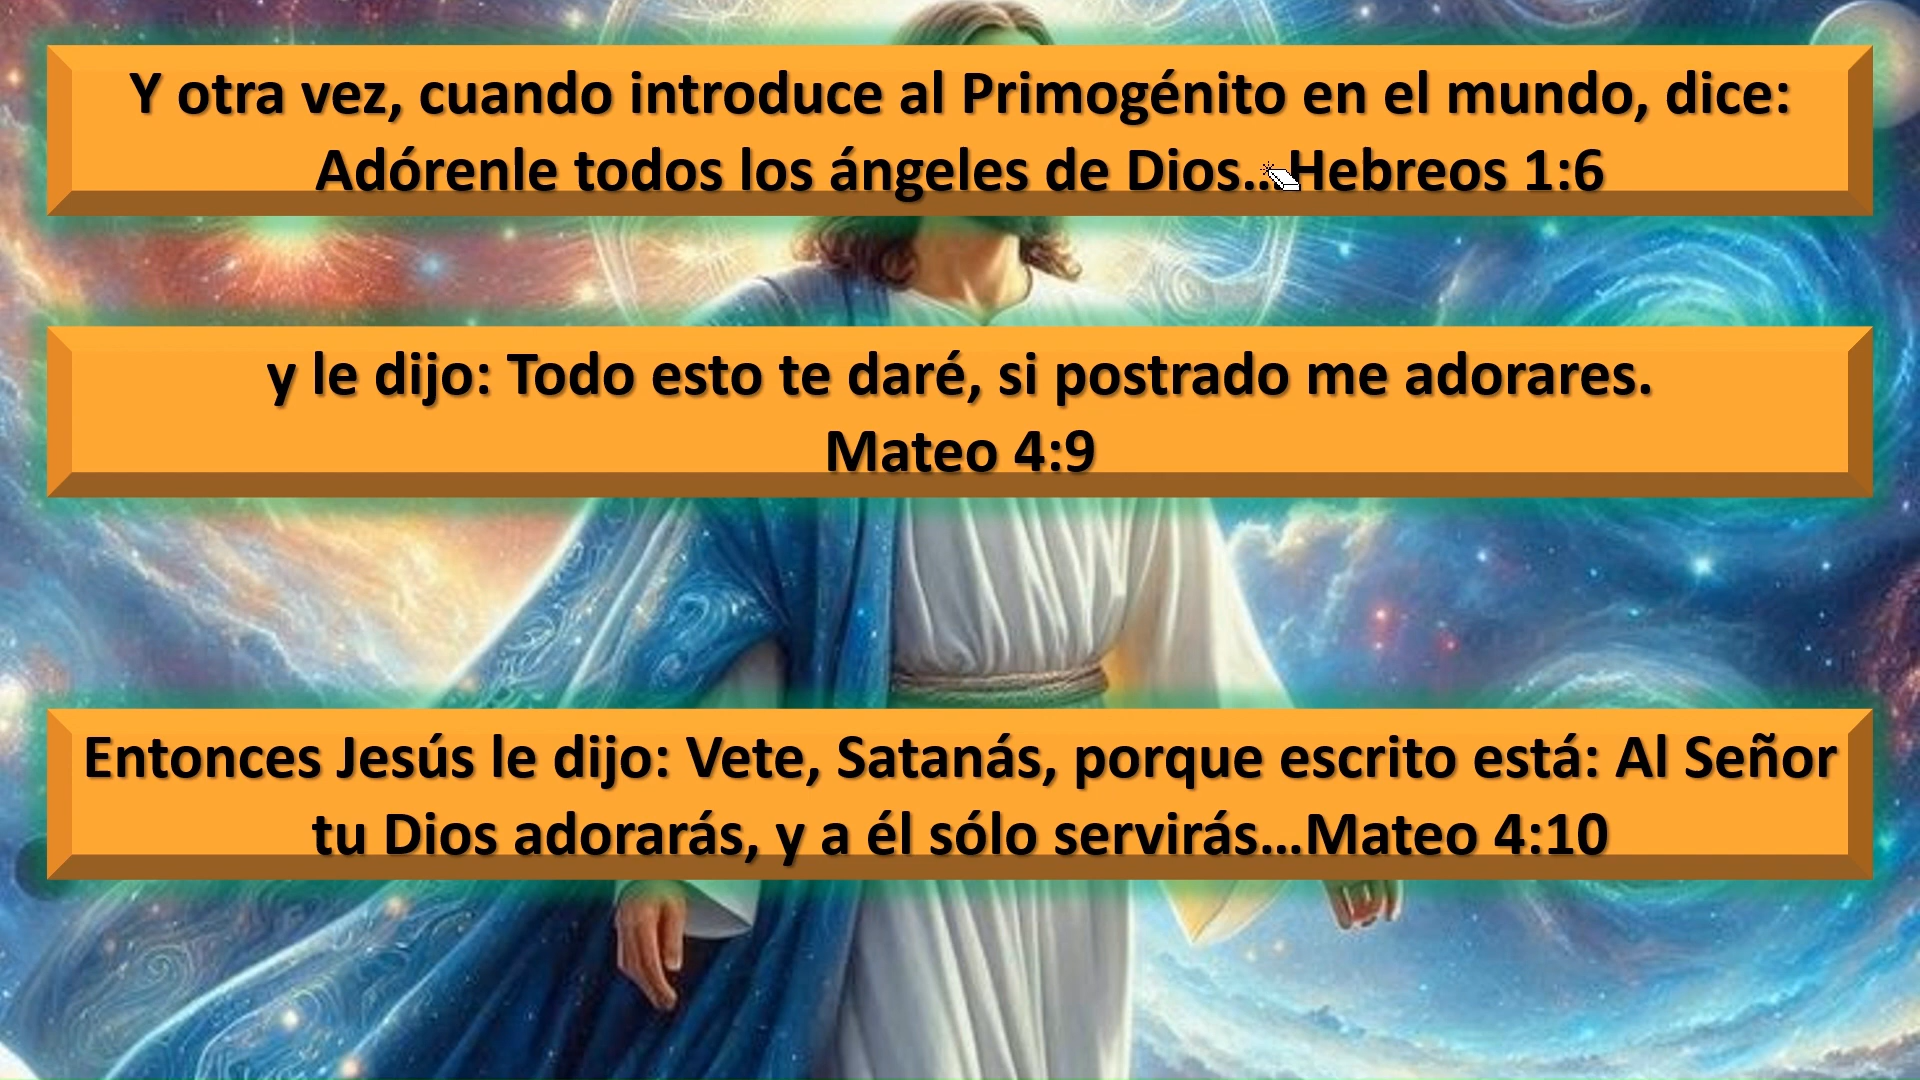 Y otra vez, cuando introduce al Primogénito en el mundo, dice:
Adórenle todos los ángeles de Dios...Hebreos 1:6
y le dijo: Todo esto te daré, si postrado me adorares.
Mateo 4:9
Entonces Jesús le dijo: Vete, Satanás, porque escrito está: Al Señor
tu Dios adorarás, y a él sólo servirás...Mateo 4:10